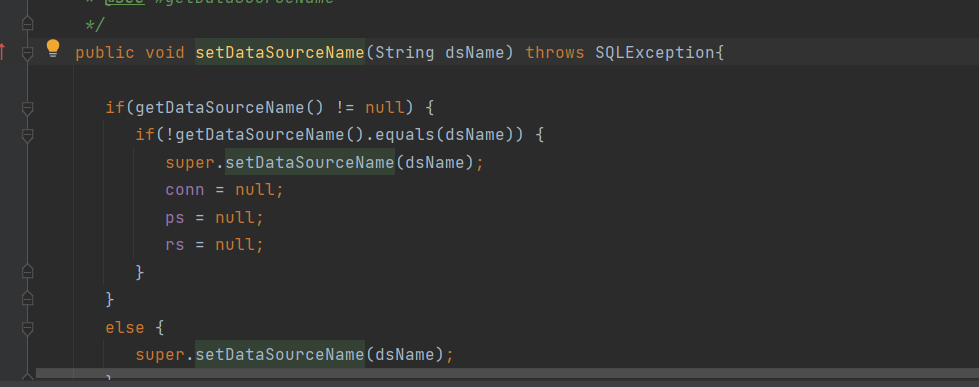 * @see #getDataSourceName
*/
public void setDataSourceName(String dsName) throws SQLException{
if(getDataSourceName() != null) {
if(!getDataSourceName().equals(dsName)) {
super.setDataSourceName(dsName);
conn = null;
ps = null;
rs = null;
}
}
else {
super.setDataSourceName(dsName);
}